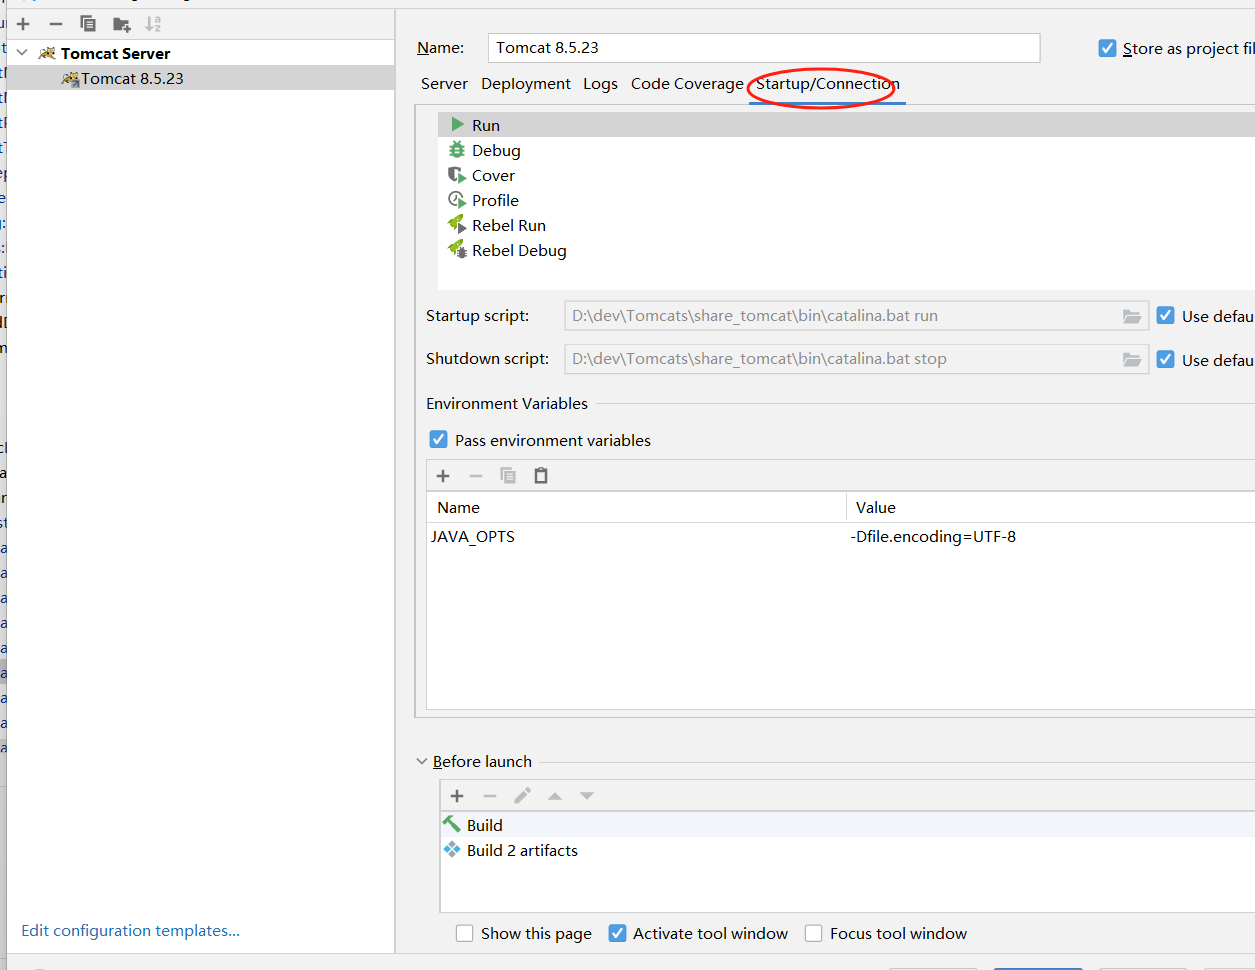 Tomcat Server
Tomcat 8.5.23
Name:
Tomcat 8.5.23
Store as project fil
Server
Deployment
Logs
Code Coverage
Startup/Connection
Run
Debug
Cover
Profile
Rebel Run
Rebel Debug
Startup script:
D:\dev\Tomcats\share_tomcat\bin\catalina.bat run
Use defau
Shutdown script:
D:\dev\Tomcats\share_tomcat\bin\catalina.bat stop
Use defau
Environment Variables
Pass environment variables
Name
Value
JAVA_OPTS
-Dfile.encoding=UTF-8
Before launch
Build
Build 2 artifacts
Edit configuration templates...
Show this page
Activate tool window
Focus tool window